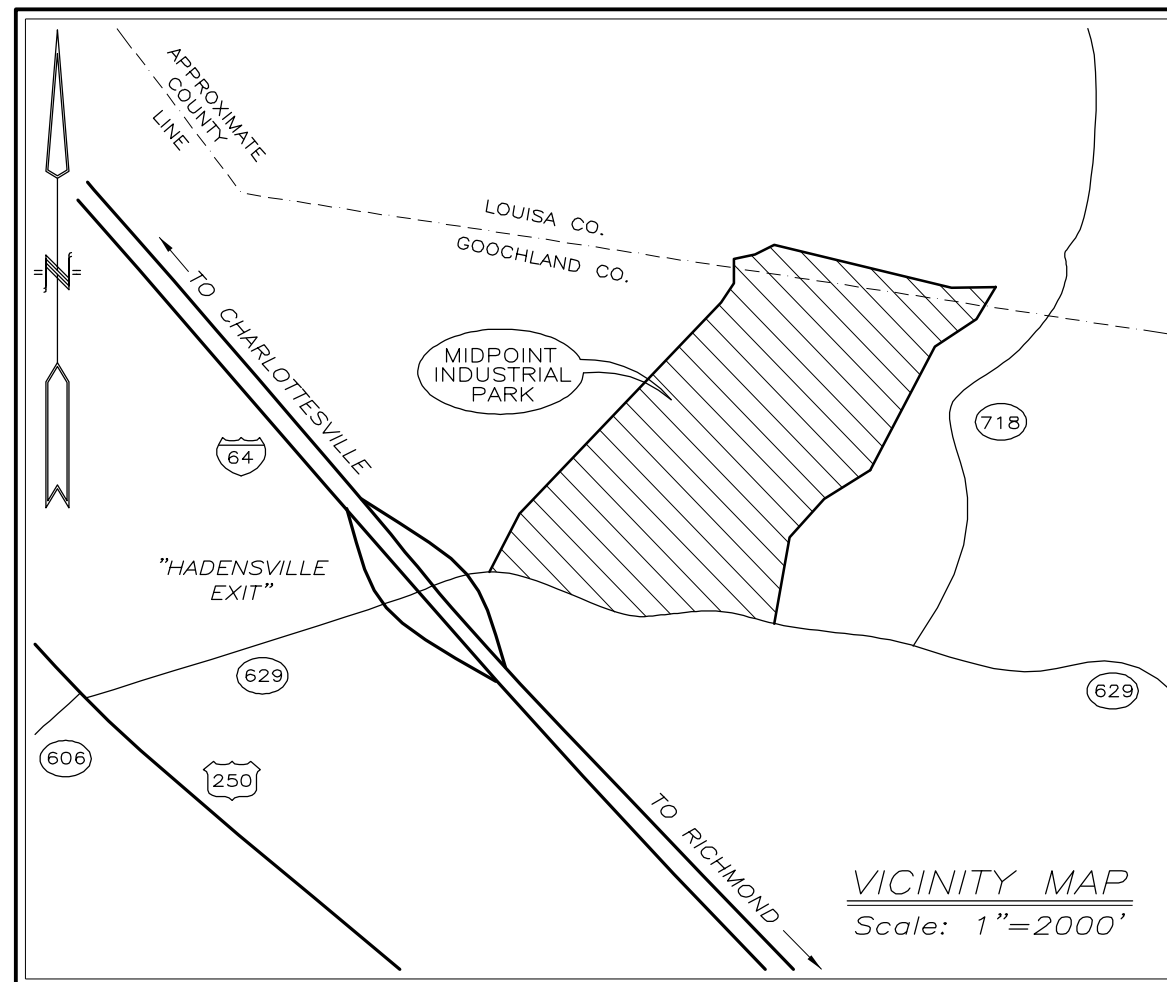 APPROXIMATE
COUNTY
LINE
LOUISA CO.
GOOCHLAND CO.
N
TO CHARLOTTESVILLE
MIDPOINT
INDUSTRIAL
PARK
718
64
"HADENSVILLE
EXIT"
629
629
606
250
TO RICHMOND
VICINITY MAP
Scale: 1"=2000'